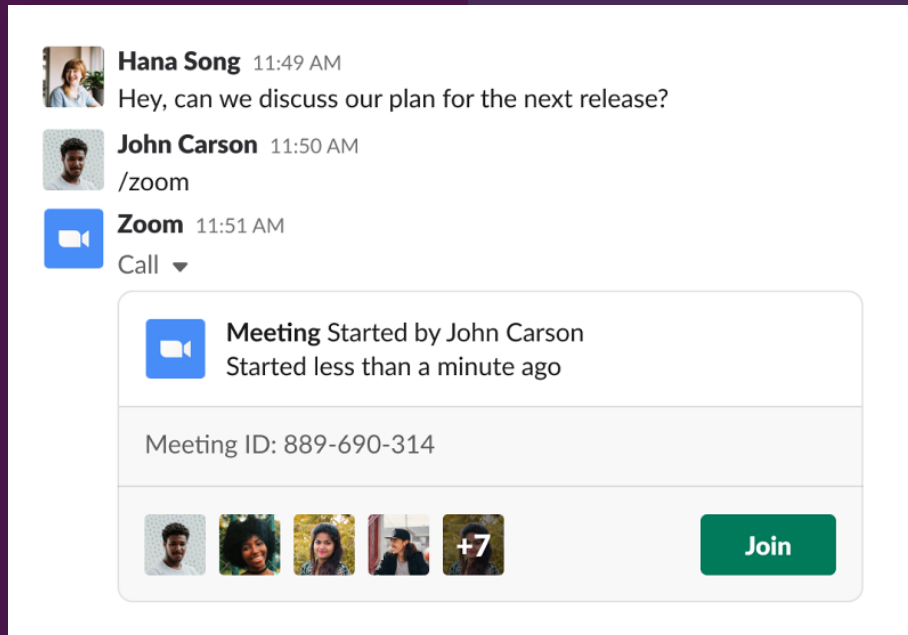 Hana Song 11:49 AM
Hey, can we discuss our plan for the next release?
John Carson 11:50 AM
/zoom
Zoom 11:51 AM
Call
Meeting Started by John Carson
Started less than a minute ago
Meeting ID: 889-690-314
+7
Join